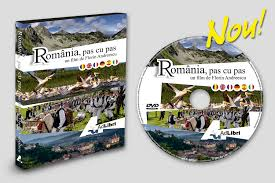 Nou!
România, pas cu pas
un film de Florin Andreescu
AdLibri
România, pas cu pas
un film de Florin Andreescu
DVD
AdLibri